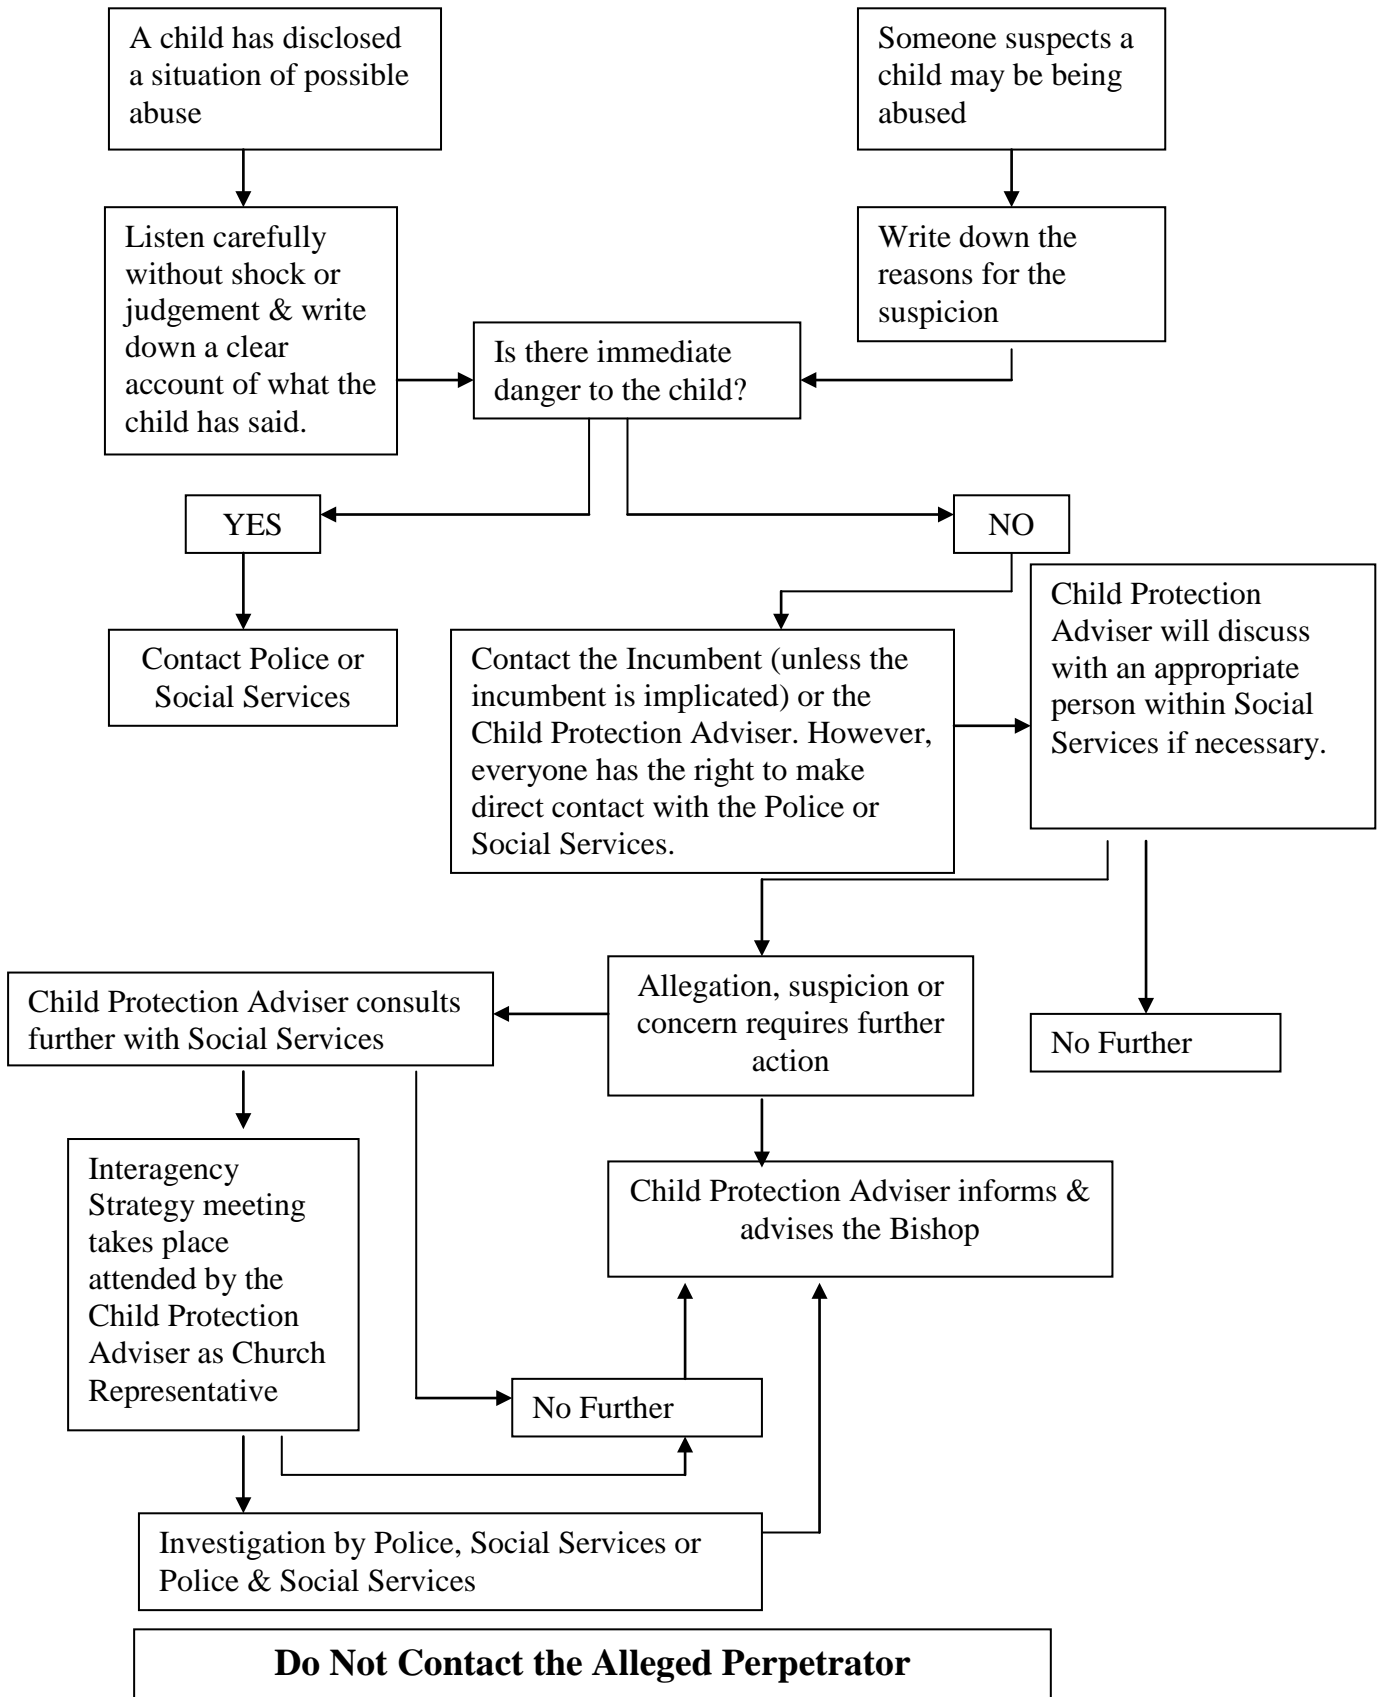 A child has disclosed
a situation of possible
abuse
Someone suspects a
child may be being
abused
Listen carefully
without shock or
judgement & write
down a clear
account of what the
child has said.
Write down the
reasons for the
suspicion
Is there immediate
danger to the child?
YES
NO
Contact Police or
Social Services
Contact the Incumbent (unless the
incumbent is implicated) or the
Child Protection Adviser. However,
everyone has the right to make
direct contact with the Police or
Social Services.
Child Protection
Adviser will discuss
with an appropriate
person within Social
Services if necessary.
Allegation, suspicion or
concern requires further
action
No Further
Child Protection Adviser consults
further with Social Services
Interagency
Strategy meeting
takes place
attended by the
Child Protection
Adviser as Church
Representative
Child Protection Adviser informs &
advises the Bishop
No Further
Investigation by Police, Social Services or
Police & Social Services
Do Not Contact the Alleged Perpetrator